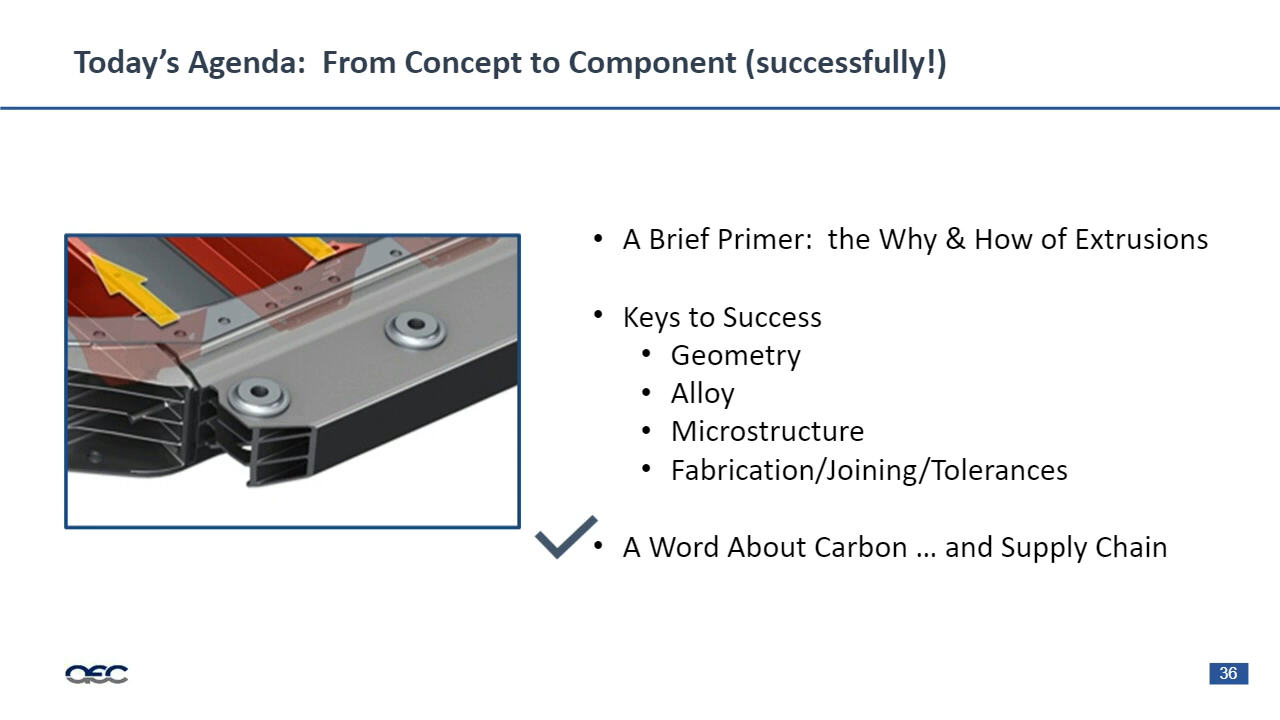 Today’s Agenda:  From Concept to Component (successfully!)
• A Brief Primer:  the Why & How of Extrusions
• Keys to Success
• Geometry
• Alloy
• Microstructure
• Fabrication/Joining/Tolerances
• A Word About Carbon … and Supply Chain
aec
36